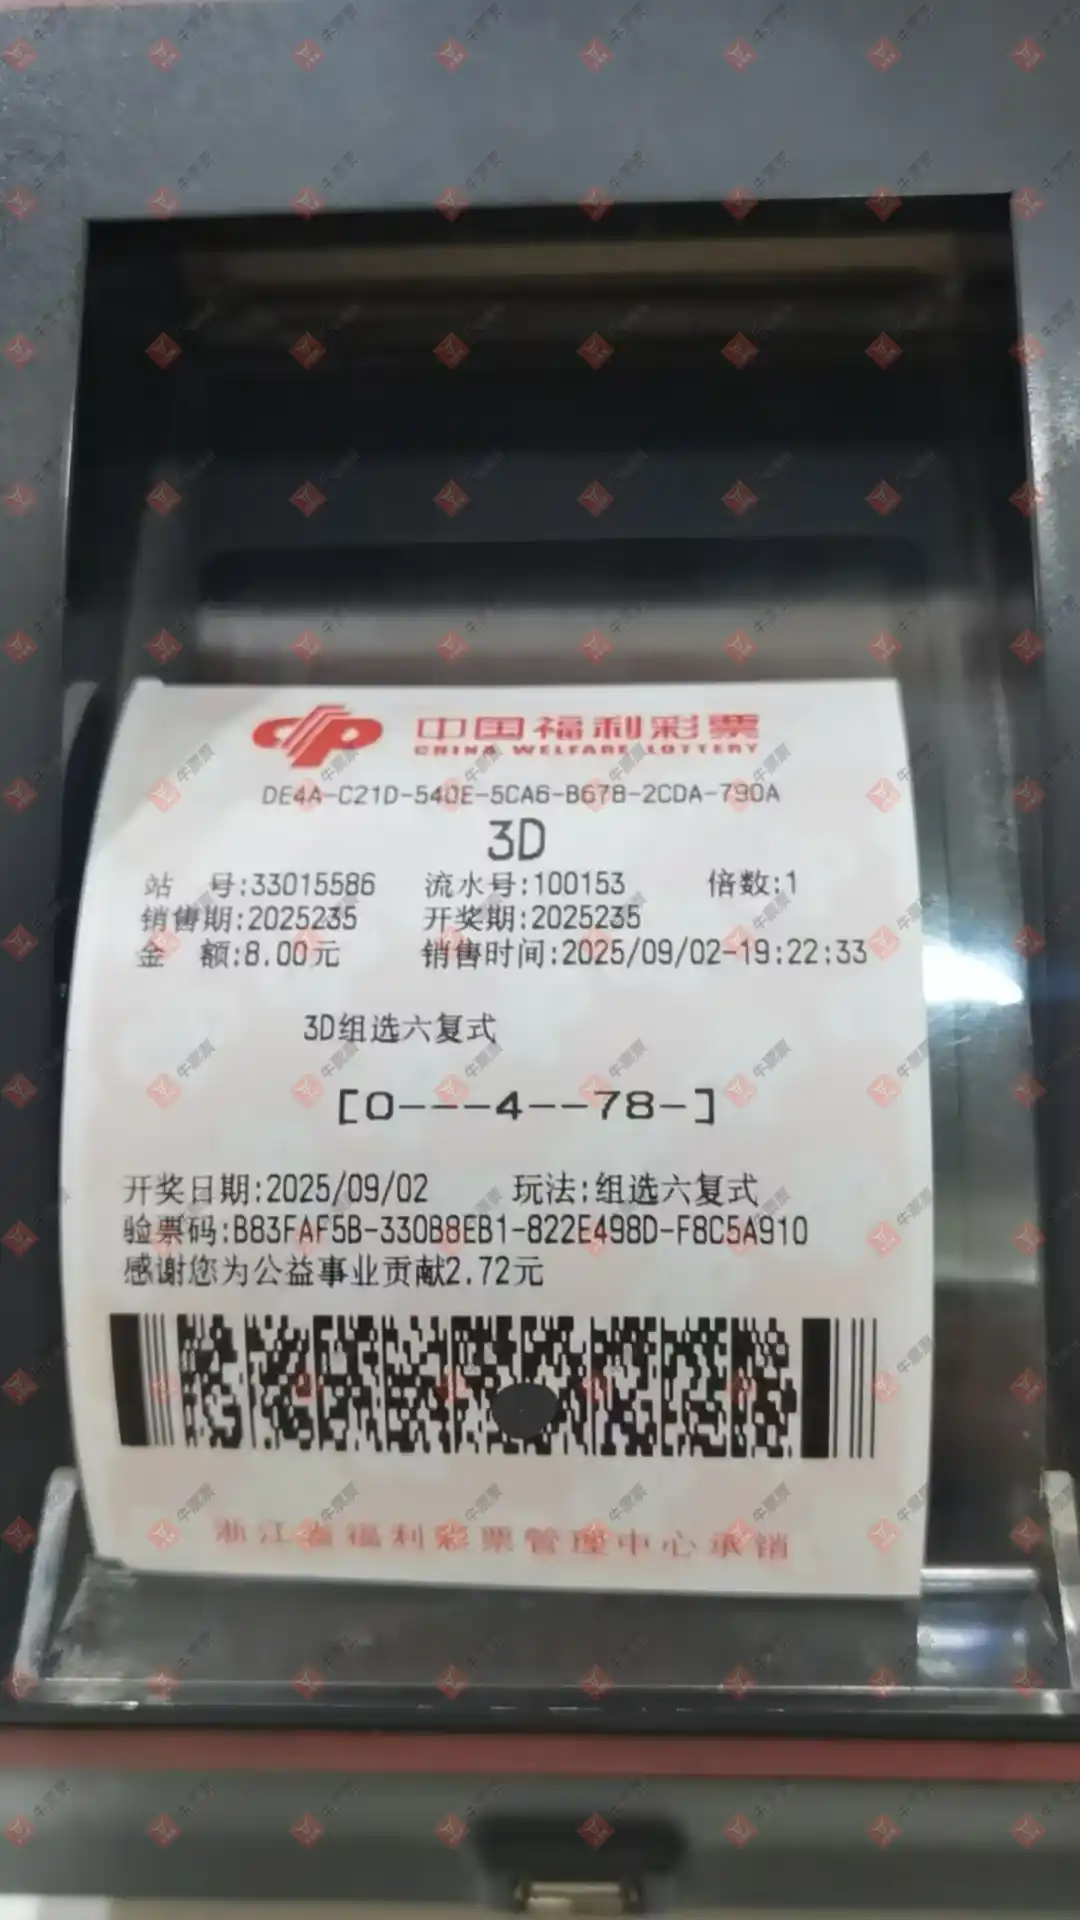 中国福利彩票
CHINA WELFARE LOTTERY
DE4A-C21D-540E-5CA6-B678-2CDA-790A
3D
站 号:33015586 流水号:100153 倍数:1
销售期:2025235 开奖期:2025235
金 额:8.00元 销售时间:2025/09/02-19:22:33
3D组选六复式
[0---4--78-]
开奖日期:2025/09/02 玩法:组选六复式
验票码:B83FAF5B-330B8EB1-822E498D-F8C5A910
感谢您为公益事业贡献2.72元
浙江省福利彩票管理中心承销
牛票票